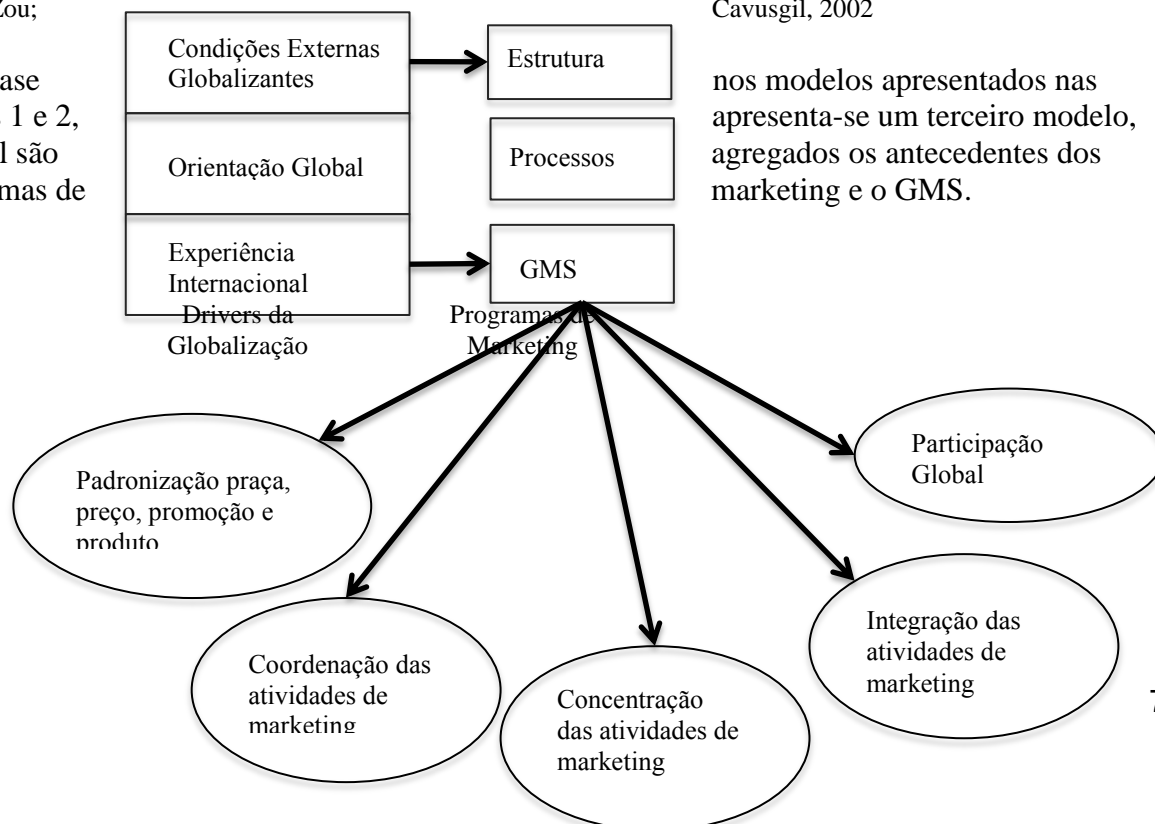 Zou;
Cavusgil, 2002
Condições Externas
Globalizantes
Estrutura
ase
nos modelos apresentados nas
1 e 2,
apresenta-se um terceiro modelo,
Orientação Global
Processos
l são
agregados os antecedentes dos
mas de
marketing e o GMS.
Experiência
Internacional
GMS
Drivers da
Globalização
Programas de
Marketing
Padronização praça,
preço, promoção e
produto
Participação
Global
Coordenação das
atividades de
marketing
Concentração
das atividades de
marketing
Integração das
atividades de
marketing
7